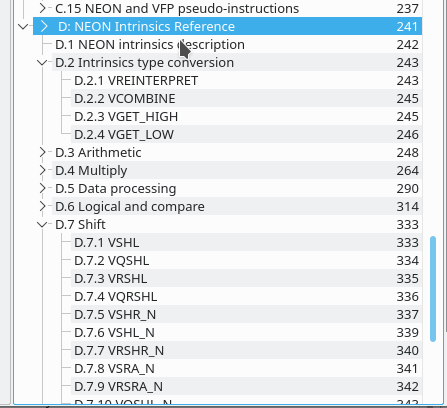 C.15 NEON and VFP pseudo-instructions 237
D: NEON Intrinsics Reference 241
D.1 NEON intrinsics description 242
D.2 Intrinsics type conversion 243
D.2.1 VREINTERPRET 243
D.2.2 VCOMBINE 245
D.2.3 VGET_HIGH 245
D.2.4 VGET_LOW 246
D.3 Arithmetic 248
D.4 Multiply 264
D.5 Data processing 290
D.6 Logical and compare 314
D.7 Shift 333
D.7.1 VSHL 333
D.7.2 VQSHL 334
D.7.3 VRSHL 335
D.7.4 VQRSHL 336
D.7.5 VSHR_N 337
D.7.6 VSHL_N 339
D.7.7 VRSHR_N 340
D.7.8 VSRA_N 341
D.7.9 VRSRA_N 342
D.7.10 VQSHL_N 343